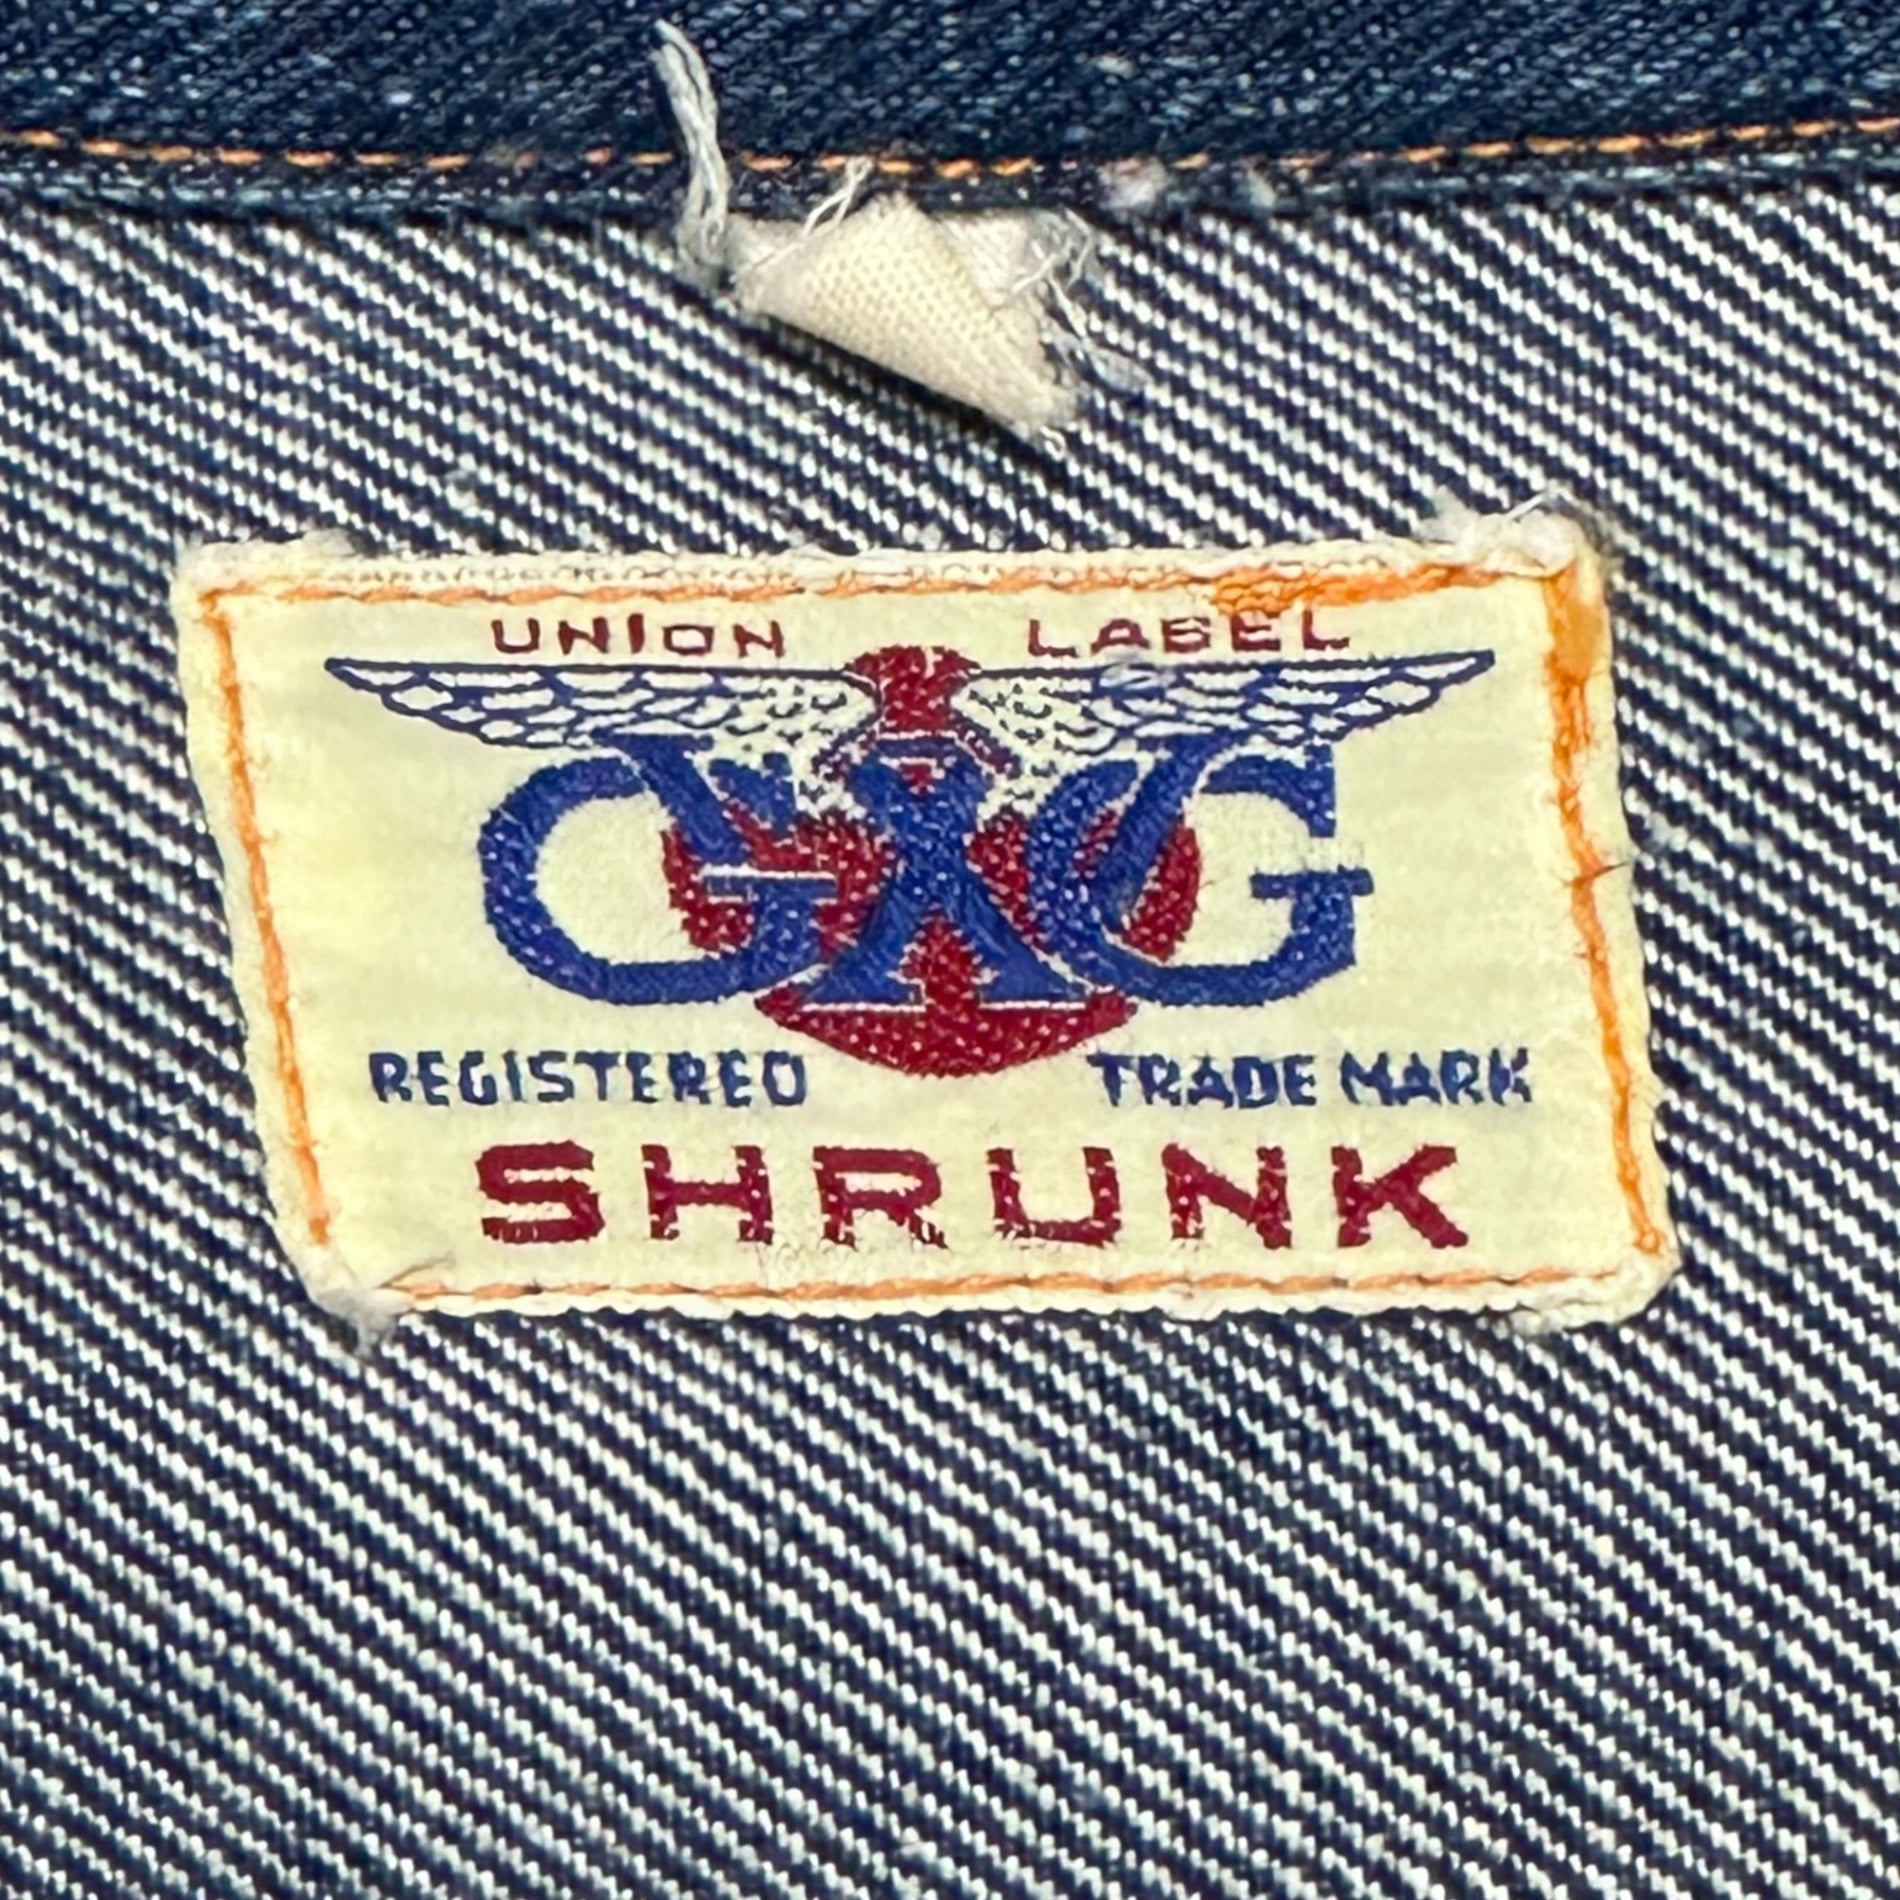 UNION LABEL
GXG
REGISTERED TRADE MARK
SHRUNK